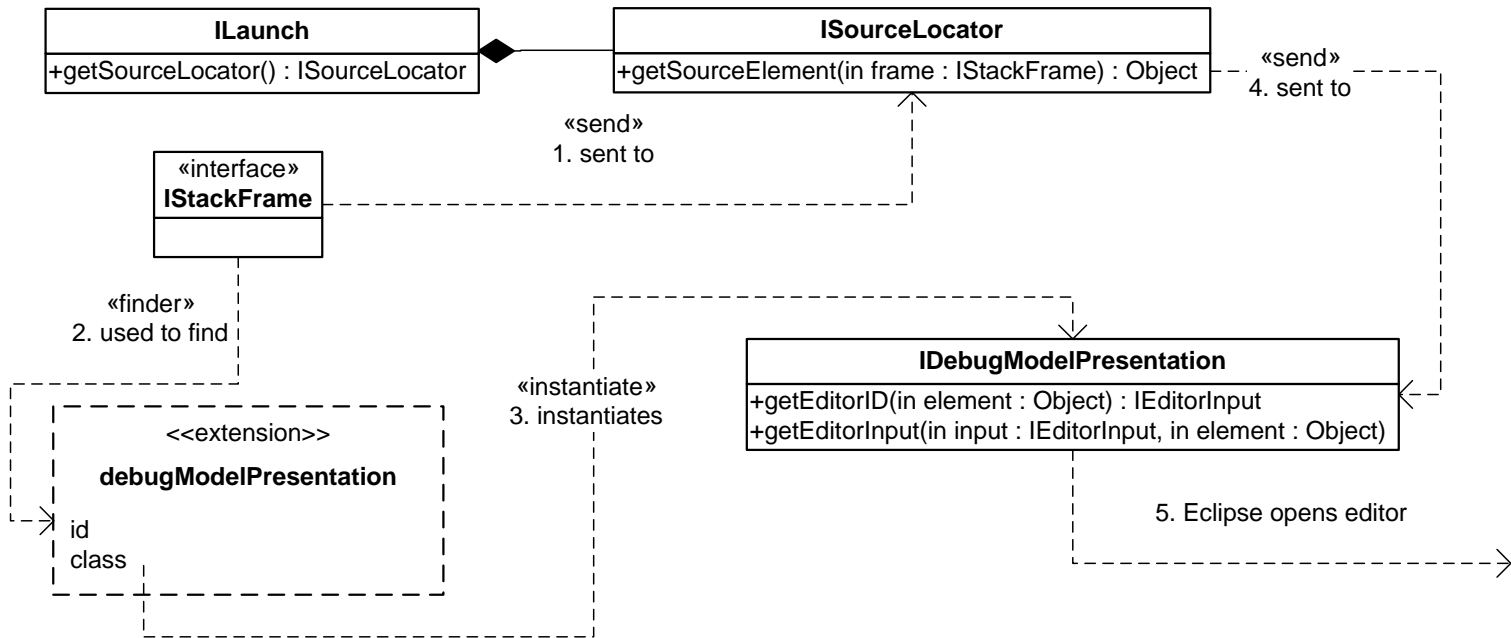 ILaunch
+getSourceLocator() : ISourceLocator
ISourceLocator
+getSourceElement(in frame : IStackFrame) : Object
«send»
4. sent to
«send»
1. sent to
«interface»
IStackFrame
«finder»
2. used to find
<<extension>>
debugModelPresentation
id
class
«instantiate»
3. instantiates
IDebugModelPresentation
+getEditorID(in element : Object) : IEditorInput
+getEditorInput(in input : IEditorInput, in element : Object)
5. Eclipse opens editor